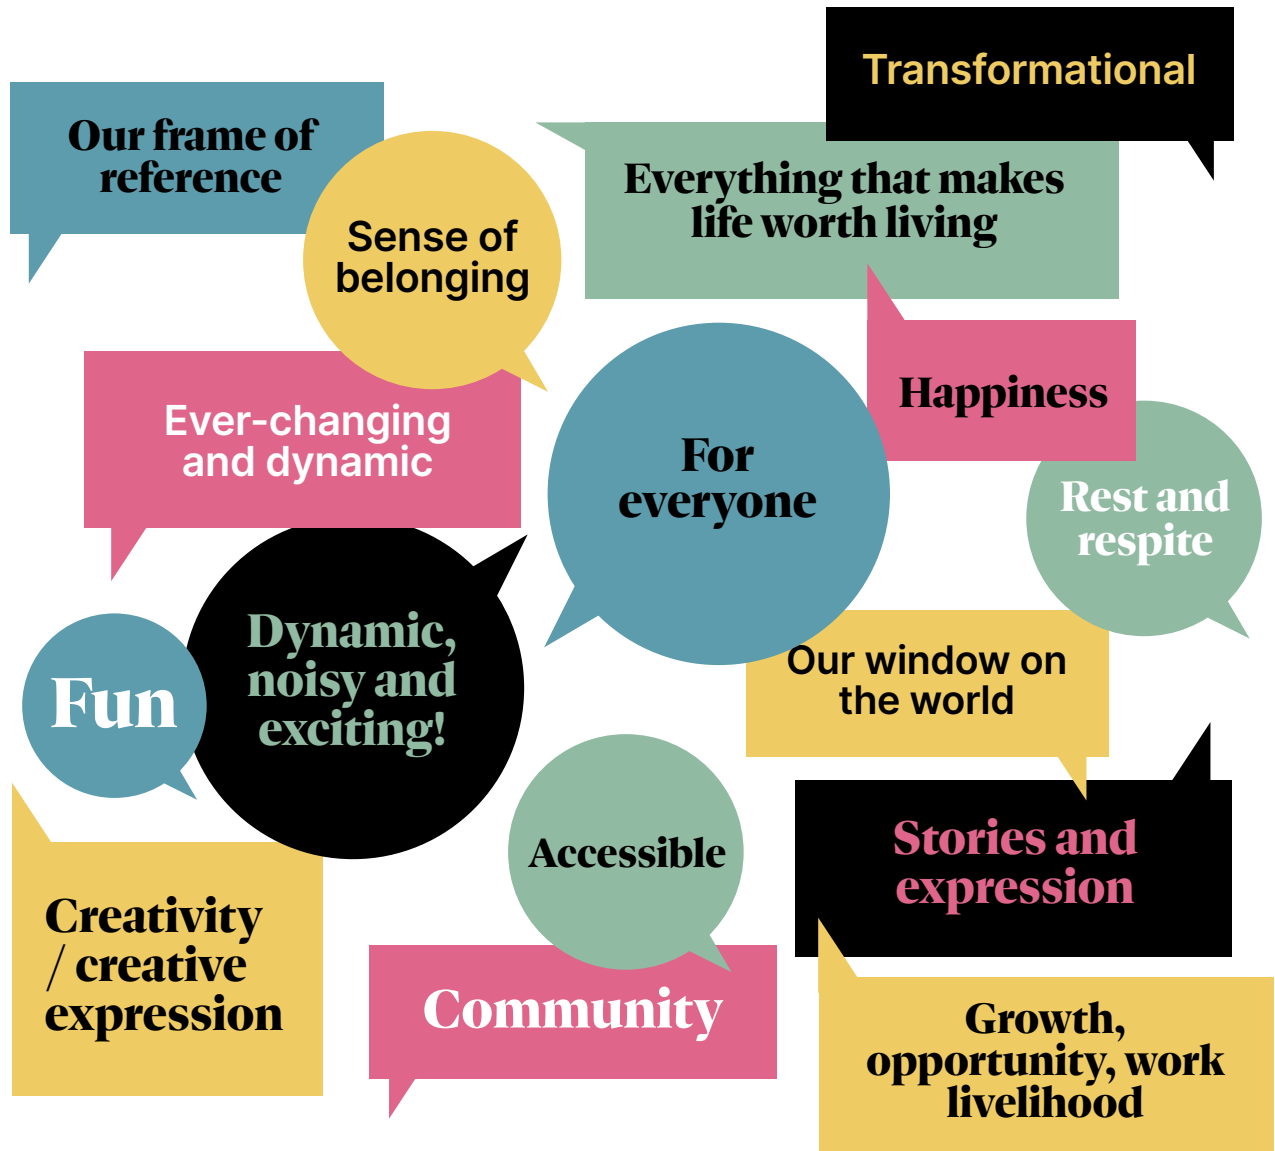 Transformational
Our frame of
reference
Everything that makes
life worth living
Sense of
belonging
Happiness
Ever-changing
and dynamic
For
everyone
Rest and
respite
Dynamic,
noisy and
exciting!
Our window on
the world
Fun
Stories and
expression
Accessible
Creativity
/ creative
expression
Community
Growth,
opportunity, work
livelihood